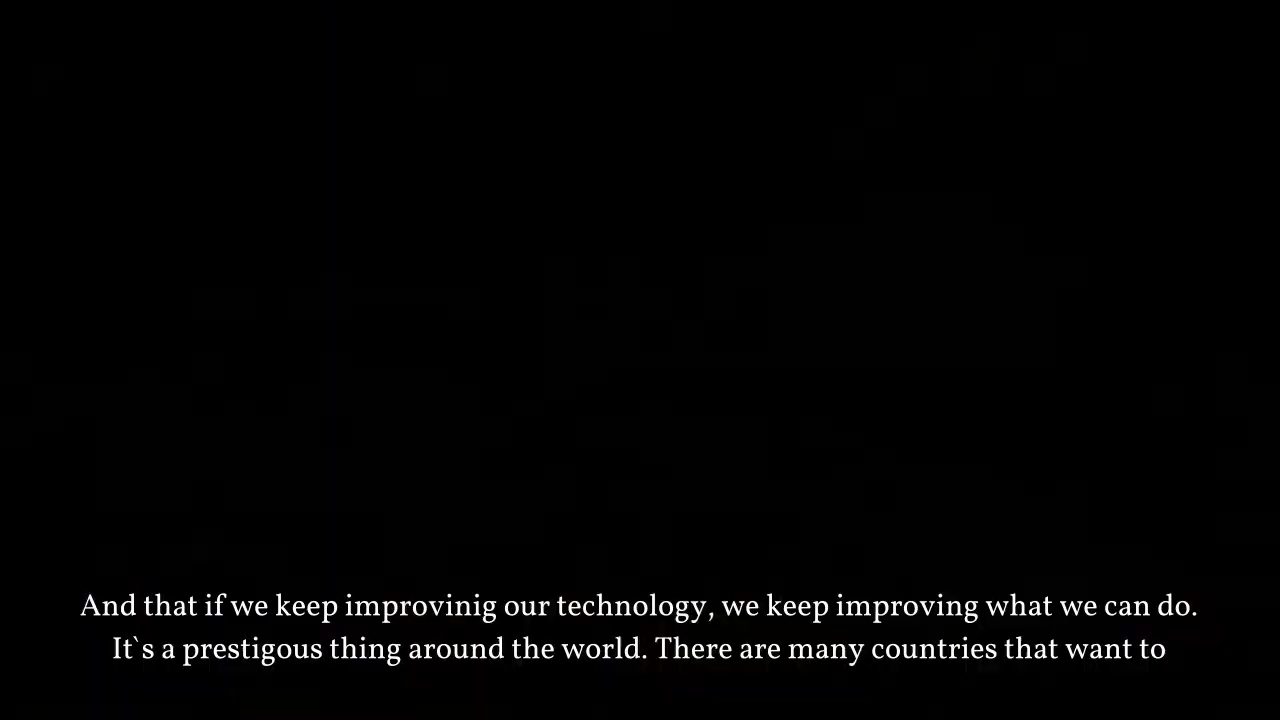 And that if we keep improvinig our technology, we keep improving what we can do.
It`s a prestigous thing around the world. There are many countries that want to